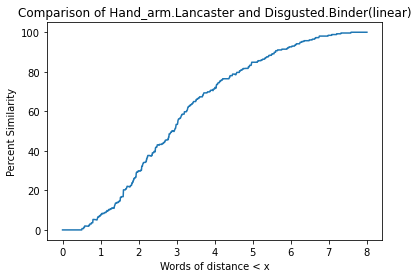 Comparison of Hand_arm.Lancaster and Disgusted.Binder(linear)
100
80
60
40
20
0
Percent Similarity
0 1 2 3 4 5 6 7 8
Words of distance < x